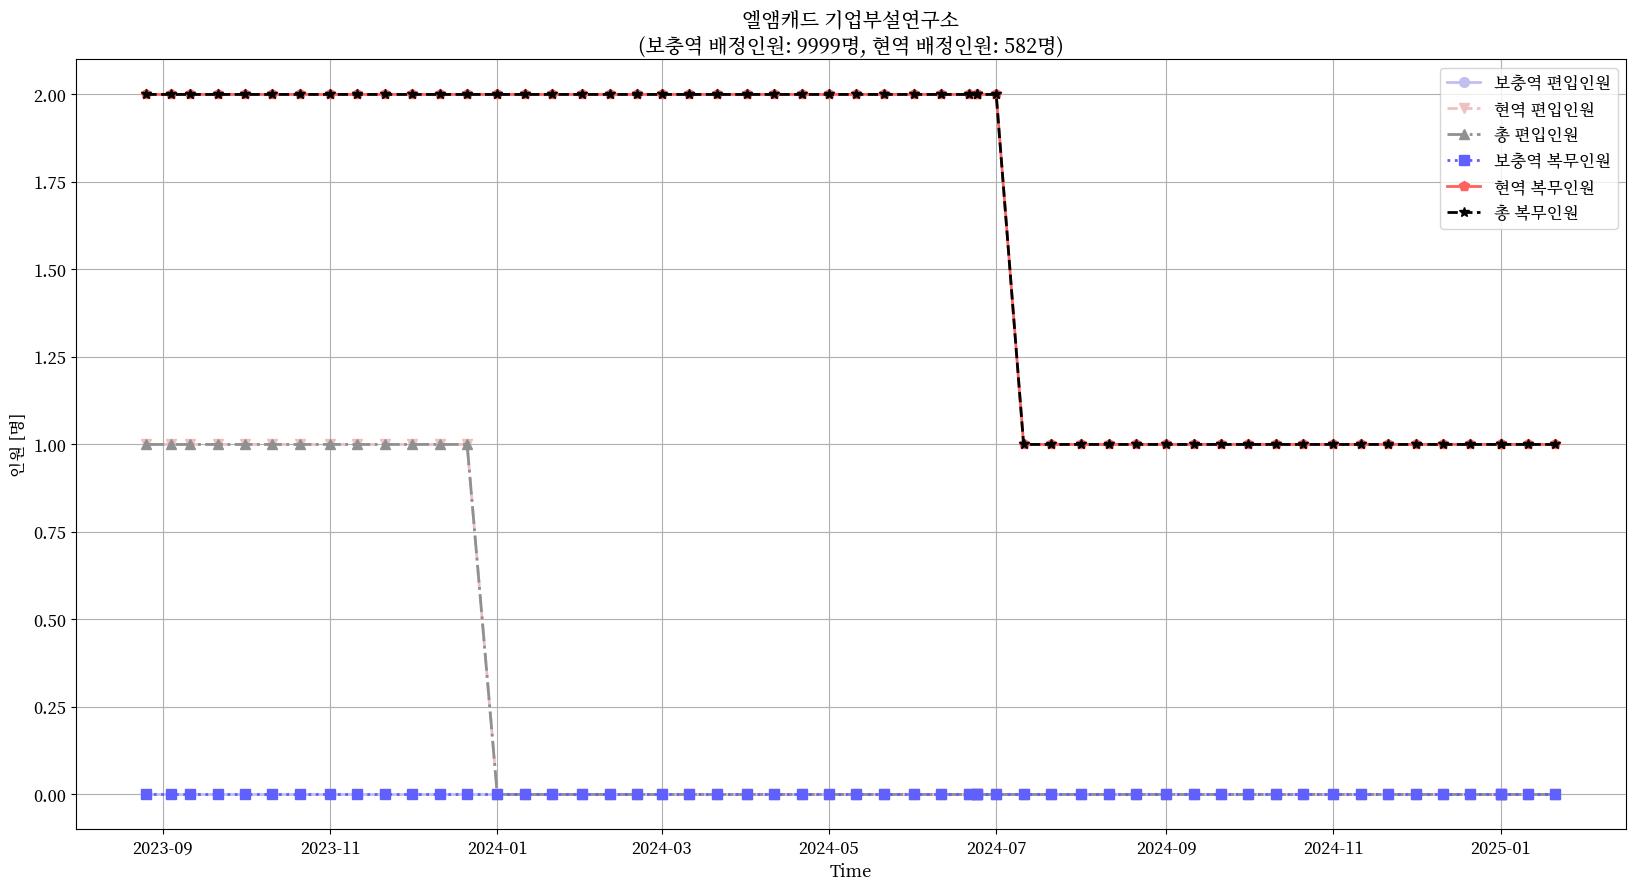 엘앰캐드 기업부설연구소
(보충역 배정인원: 9999명, 현역 배정인원: 582명)
보충역 편입인원
현역 편입인원
총 편입인원
보충역 복무인원
현역 복무인원
총 복무인원
인원 [명]
2.00
1.75
1.50
1.25
1.00
0.75
0.50
0.25
0.00
2023-09 2023-11 2024-01 2024-03 2024-05 2024-07 2024-09 2024-11 2025-01
Time